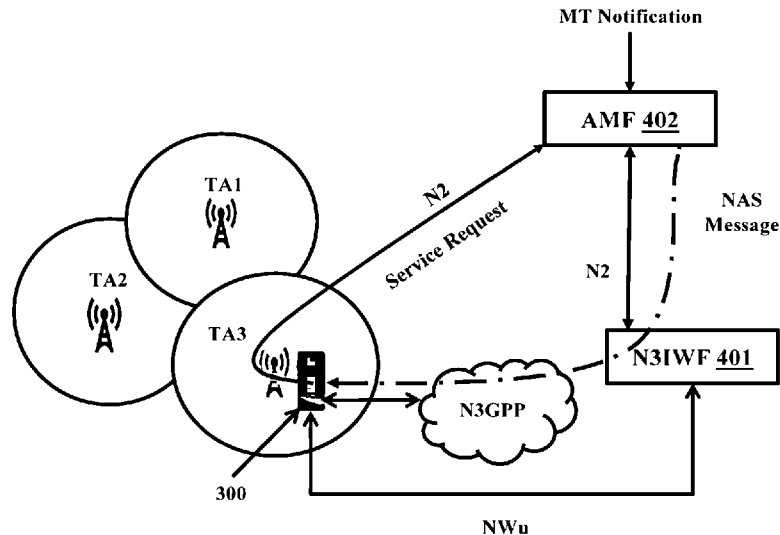 MT Notification
AMF 402
TA1
N2
NAS
Message
Service Request
TA2
N2
TA3
N3IWF 401
N3GPP
300
NWu